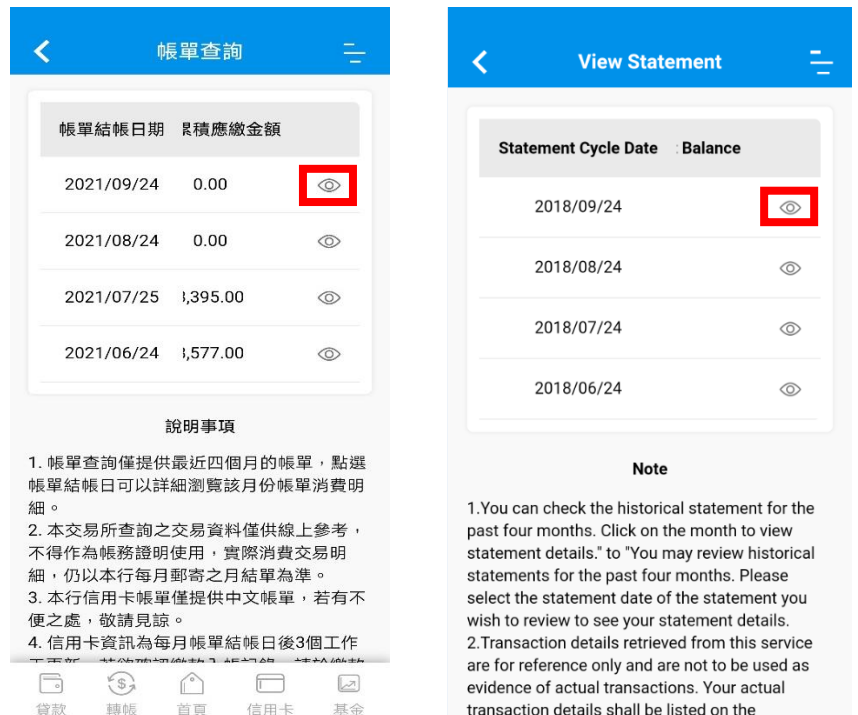 帳單查詢
帳單結帳日期 積應繳金額
2021/09/24 0.00
2021/08/24 0.00
2021/07/25 ,395.00
2021/06/24 ,577.00
說明事項
1. 帳單查詢僅提供最近四個月的帳單，點選
帳單結帳日可以詳細瀏覽該月份帳單消費明
細。
2. 本交易所查詢之交易資料僅供線上參考，
不得作為帳務證明使用，實際消費交易明
細，仍以本行每月郵寄之月結單為準。
3. 本行信用卡帳單僅提供中文帳單，若有不
便之處，敬請見諒。
4. 信用卡資訊為每月帳單結帳日後3個工作
貸款 轉帳 首頁 信用卡 基金
View Statement
Statement Cycle Date Balance
2018/09/24
2018/08/24
2018/07/24
2018/06/24
Note
1.You can check the historical statement for the
past four months. Click on the month to view
statement details." to "You may review historical
statements for the past four months. Please
select the statement date of the statement you
wish to review to see your statement details.
2.Transaction details retrieved from this service
are for reference only and are not to be used as
evidence of actual transactions. Your actual
transaction details shall be listed on the